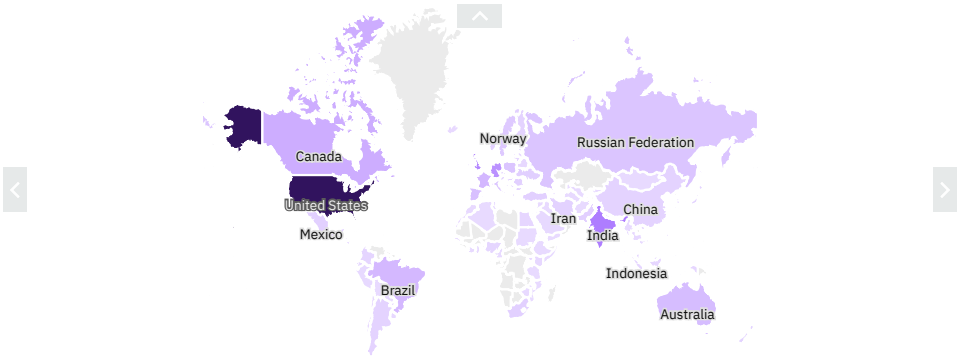 Norway
Russian Federation
Canada
United States
China
Iran
Mexico
India
Indonesia
Brazil
Australia